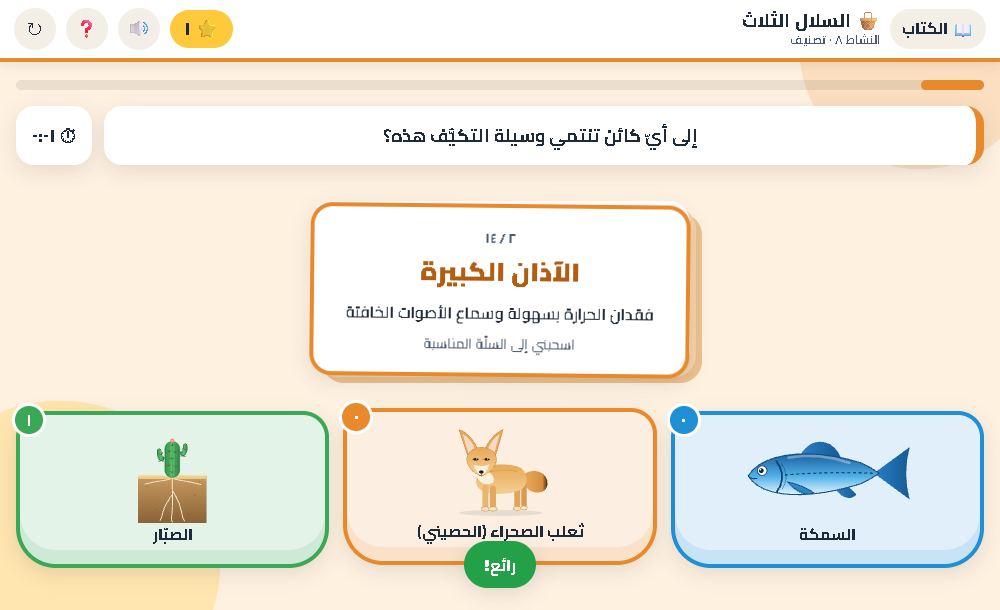 📖 الكتاب
🧺 السلال الثلاث
النشاط ٨ · تصنيف
⭐ ١
🔊
❓
↻
إلى أيّ كائن تنتمي وسيلة التكيّف هذه؟
⏱ ٠:٠١
٢ / ١٤
الآذان الكبيرة
فقدان الحرارة بسهولة وسماع الأصوات الخافتة
اسحبني إلى السلّة المناسبة
٠
السمكة
٠
ثعلب الصحراء (الحصيني)
١
الصبّار
رائع!